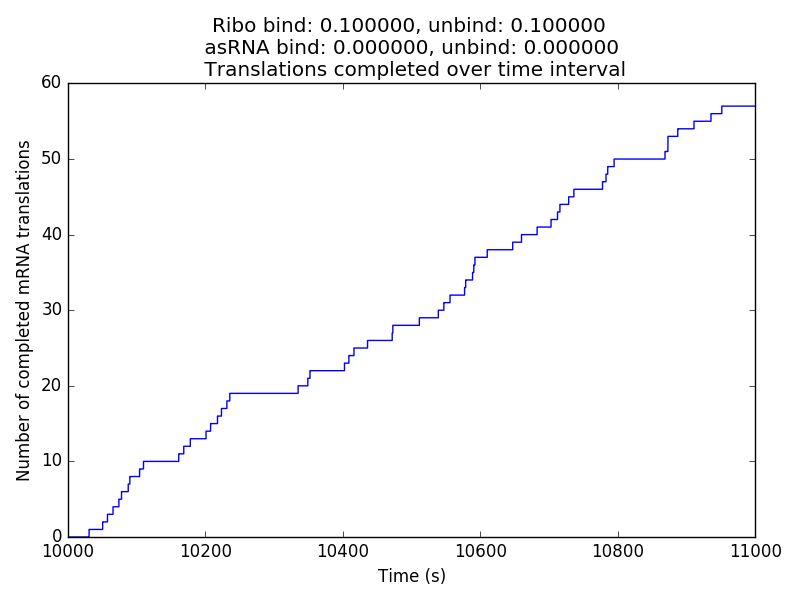 Ribo bind: 0.100000, unbind: 0.100000
asRNA bind: 0.000000, unbind: 0.000000
Translations completed over time interval
60
50
40
30
20
10
0
Number of completed mRNA translations
10000 10200 10400 10600 10800 11000
Time (s)